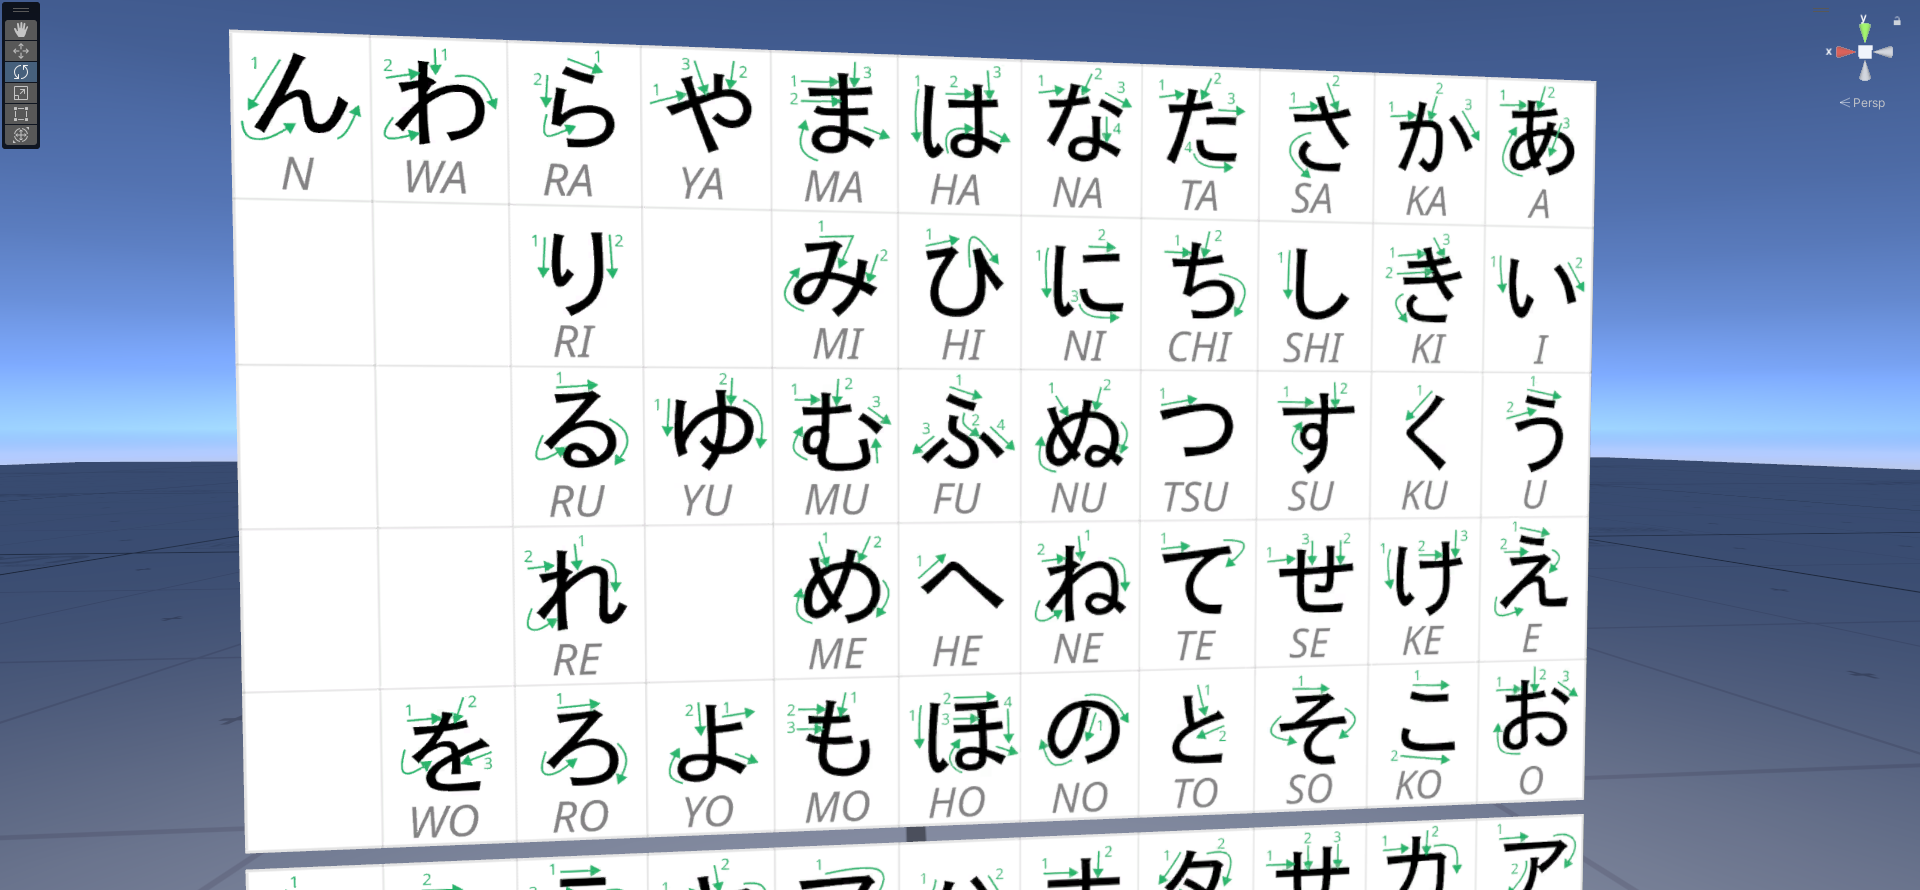 y
x
Persp
ん わ ら や ま は な た さ か あ
N WA RA YA MA HA NA TA SA KA A
り み ひ に ち し き い
RI MI HI NI CHI SHI KI I
る ゆ む ふ ぬ つ す く う
RU YU MU FU NU TSU SU KU U
れ め へ ね て せ け え
RE ME HE NE TE SE KE E
を ろ よ も ほ の と そ こ お
WO RO YO MO HO NO TO SO KO O
タ サ カ ア